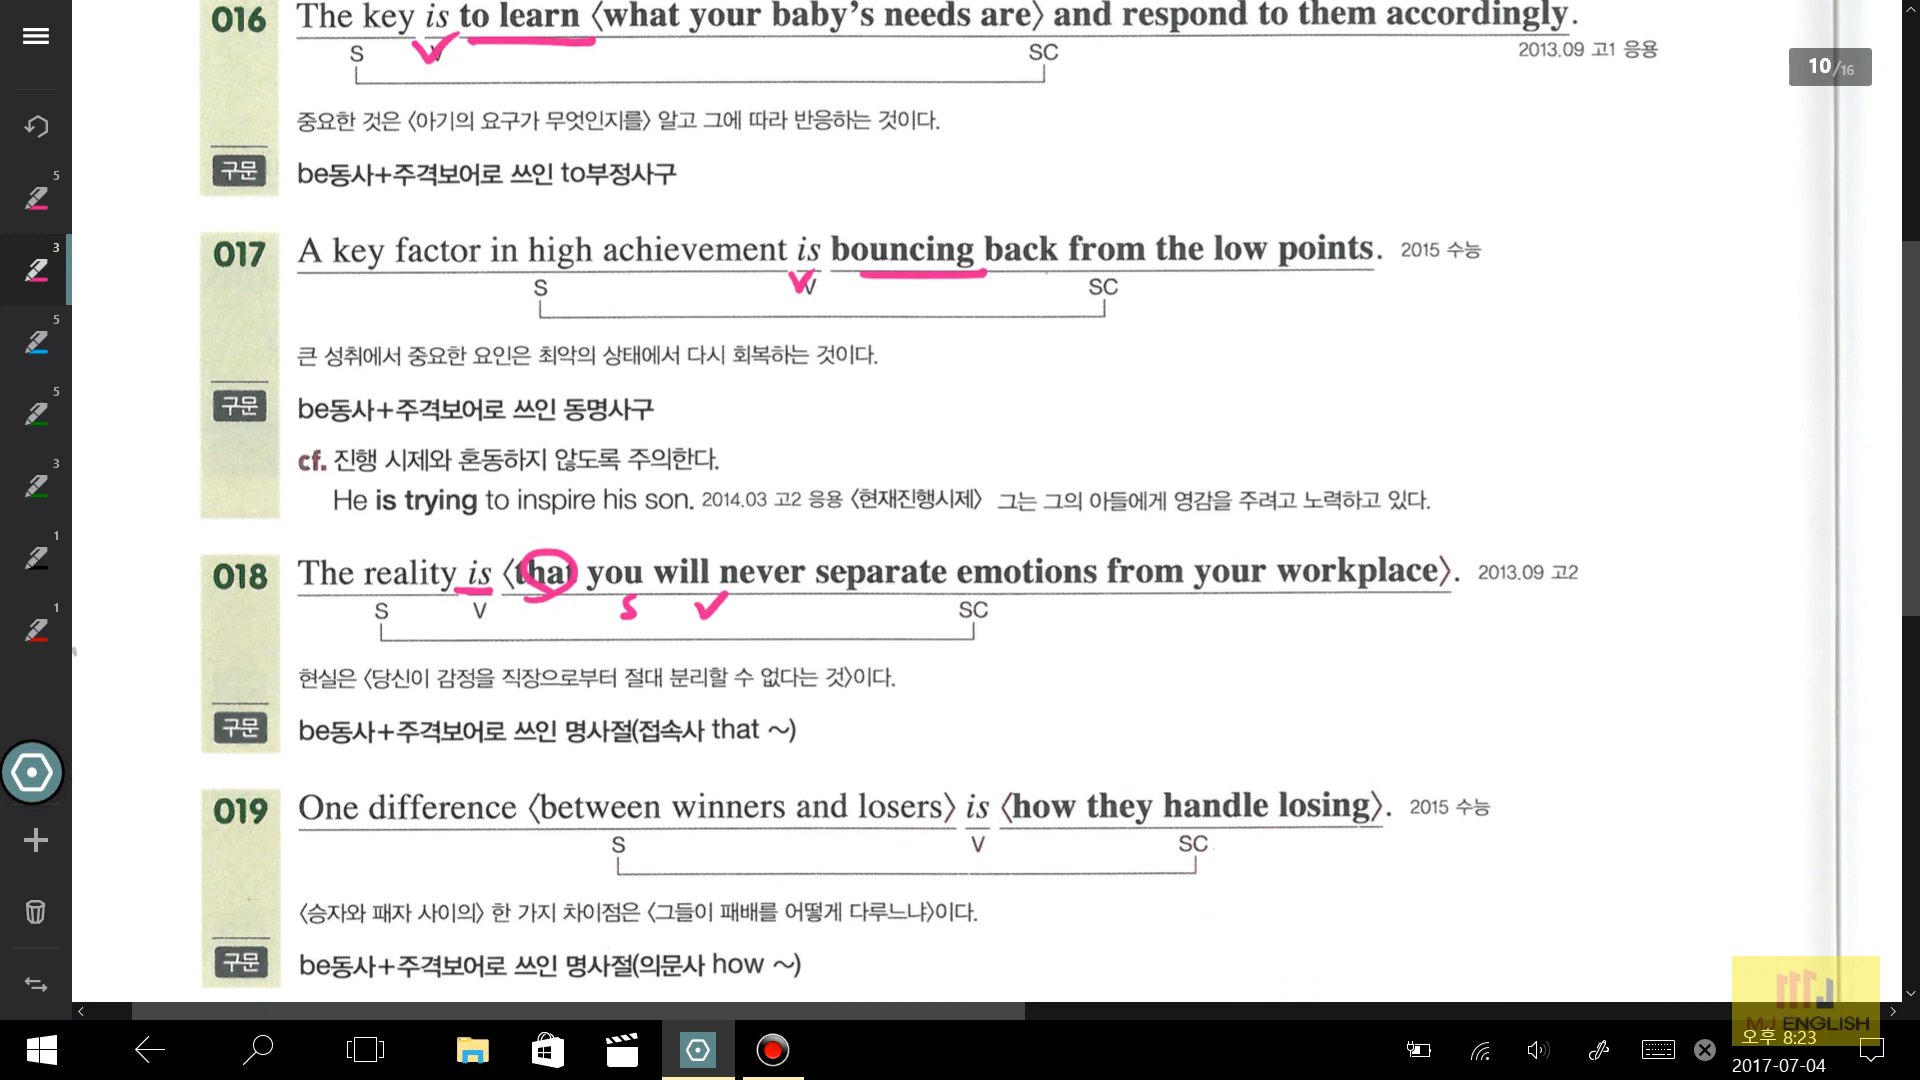 016 The key is to learn 〈what your baby's needs are〉 and respond to them accordingly.
S V SC 2013.09 고1 응용
10/16
중요한 것은 〈아기의 요구가 무엇인지를〉 알고 그에 따라 반응하는 것이다.
구문 be동사+주격보어로 쓰인 to부정사구
5
017 A key factor in high achievement is bouncing back from the low points. 2015 수능
3
S V SC
5
큰 성취에서 중요한 요인은 최악의 상태에서 다시 회복하는 것이다.
5
구문 be동사+주격보어로 쓰인 동명사구
cf. 진행 시제와 혼동하지 않도록 주의한다.
3
He is trying to inspire his son. 2014.03 고2 응용 〈현재진행시제〉 그는 그의 아들에게 영감을 주려고 노력하고 있다.
1
018 The reality is 〈that you will never separate emotions from your workplace〉. 2013.09 고2
1
S V S SC
현실은 〈당신이 감정을 직장으로부터 절대 분리할 수 없다는 것〉이다.
구문 be동사+주격보어로 쓰인 명사절(접속사 that ~)
019 One difference 〈between winners and losers〉 is 〈how they handle losing〉. 2015 수능
S V SC
〈승자와 패자 사이의〉 한 가지 차이점은 〈그들이 패배를 어떻게 다루느냐〉이다.
구문 be동사+주격보어로 쓰인 명사절(의문사 how ~)
MJ ENGLISH
오후 8:23
2017-07-04